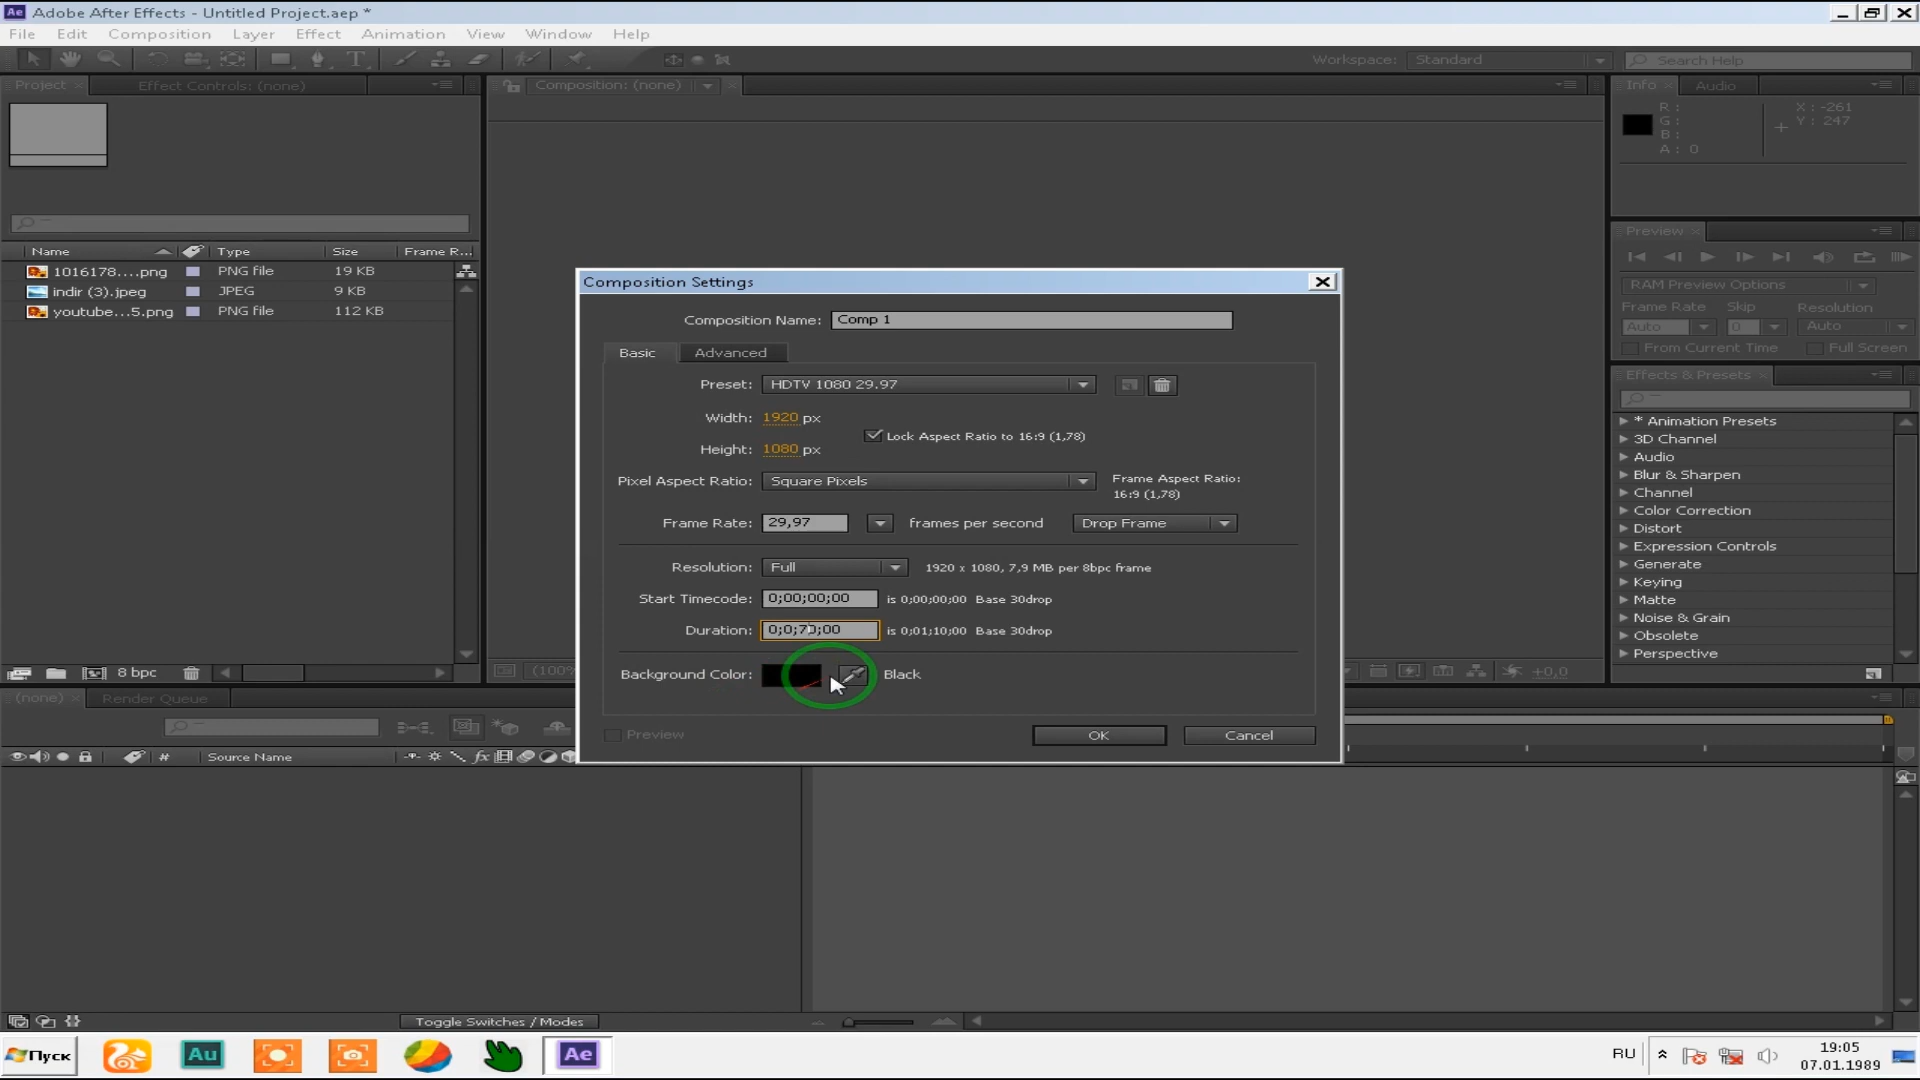 Adobe After Effects - Untitled Project.aep *
File Edit Composition Layer Effect Animation View Window Help
Workspace: Standard
Search Help
Project
Effect Controls: (none)
Composition: (none)
Info Audio
R :
G :
B :
A : 0
X : -261
Y : 247
Name Type Size Frame R...
1016178....png PNG file 19 KB
indir (3).jpeg JPEG 9 KB
youtube...5.png PNG file 112 KB
8 bpc
Preview
RAM Preview Options
Frame Rate Skip Resolution
Auto 0 Auto
From Current Time Full Screen
Effects & Presets
* Animation Presets
3D Channel
Audio
Blur & Sharpen
Channel
Color Correction
Distort
Expression Controls
Generate
Keying
Matte
Noise & Grain
Obsolete
Perspective
Composition Settings
Composition Name: Comp 1
Basic Advanced
Preset: HDTV 1080 29.97
Width: 1920 px
Lock Aspect Ratio to 16:9 (1,78)
Height: 1080 px
Pixel Aspect Ratio: Square Pixels
Frame Aspect Ratio:
16:9 (1,78)
Frame Rate: 29,97 frames per second Drop Frame
Resolution: Full 1920 x 1080, 7,9 MB per 8bpc frame
Start Timecode: 0;00;00;00 is 0;00;00;00 Base 30drop
Duration: 0;0;70;00 is 0;01;10;00 Base 30drop
Background Color: Black
Preview
OK Cancel
(100%
+0,0
(none) Render Queue
# Source Name
fx
Toggle Switches / Modes
Пуск
Au
Ae
RU
19:05
07.01.1989